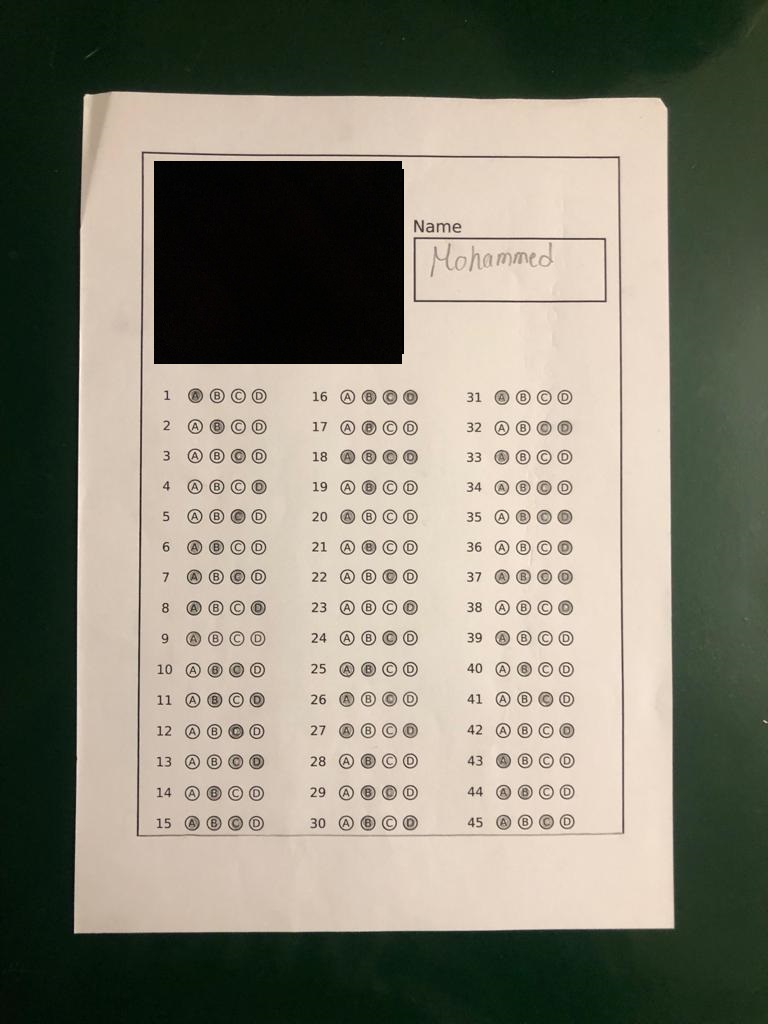 Name
Mohammed
1 A B C D 16 A B C D 31 A B C D
2 A B C D 17 A B C D 32 A B C D
3 A B C D 18 A B C D 33 A B C D
4 A B C D 19 A B C D 34 A B C D
5 A B C D 20 A B C D 35 A B C D
6 A B C D 21 A B C D 36 A B C D
7 A B C D 22 A B C D 37 A B C D
8 A B C D 23 A B C D 38 A B C D
9 A B C D 24 A B C D 39 A B C D
10 A B C D 25 A B C D 40 A B C D
11 A B C D 26 A B C D 41 A B C D
12 A B C D 27 A B C D 42 A B C D
13 A B C D 28 A B C D 43 A B C D
14 A B C D 29 A B C D 44 A B C D
15 A B C D 30 A B C D 45 A B C D